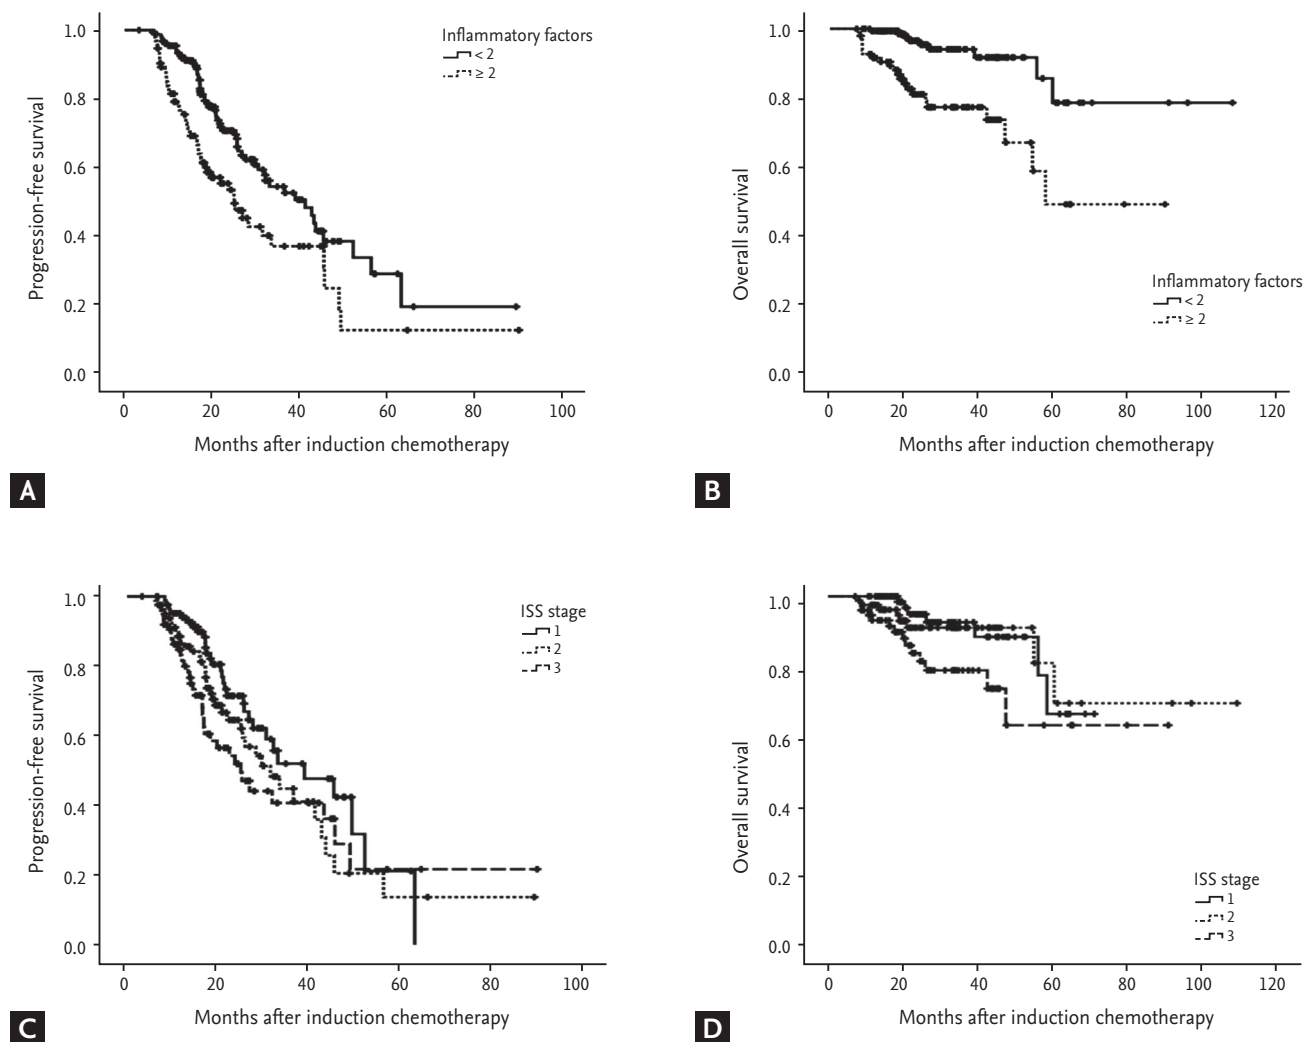 1.0
0.8
0.6
0.4
0.2
0.0
Progression-free survival
Inflammatory factors
< 2
≥ 2
0 20 40 60 80 100
Months after induction chemotherapy
A
1.0
0.8
0.6
0.4
0.2
0.0
Overall survival
Inflammatory factors
< 2
≥ 2
0 20 40 60 80 100 120
Months after induction chemotherapy
B
1.0
0.8
0.6
0.4
0.2
0.0
Progression-free survival
ISS stage
1
2
3
0 20 40 60 80 100
Months after induction chemotherapy
C
1.0
0.8
0.6
0.4
0.2
0.0
Overall survival
ISS stage
1
2
3
0 20 40 60 80 100 120
Months after induction chemotherapy
D